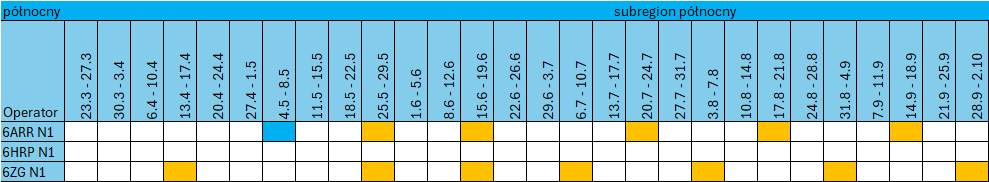 północny subregion północny
Operator 23.3 - 27.3 30.3 - 3.4 6.4 - 10.4 13.4 - 17.4 20.4 - 24.4 27.4 - 1.5 4.5 - 8.5 11.5 - 15.5 18.5 - 22.5 25.5 - 29.5 1.6 - 5.6 8.6 - 12.6 15.6 - 19.6 22.6 - 26.6 29.6 - 3.7 6.7 - 10.7 13.7 - 17.7 20.7 - 24.7 27.7 - 31.7 3.8 - 7.8 10.8 - 14.8 17.8 - 21.8 24.8 - 28.8 31.8 - 4.9 7.9 - 11.9 14.9 - 18.9 21.9 - 25.9 28.9 - 2.10
6ARR N1
6HRP N1
6ZG N1